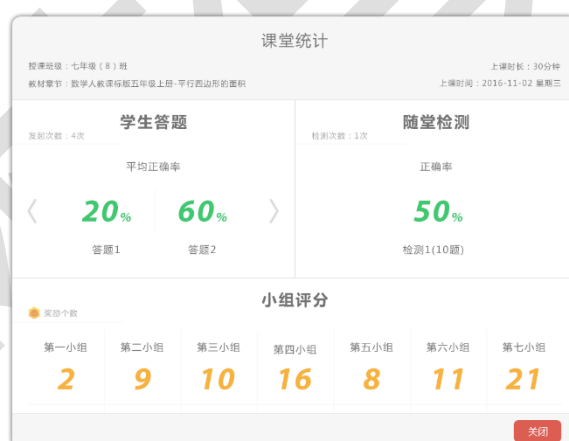 课堂统计
授课班级：七年级（8）班
上课时长：30分钟
教材章节：数学人教课标版五年级上册-平行四边形的面积
上课时间：2016-11-02 星期三
学生答题
发起次数：4次
平均正确率
20%
60%
答题1
答题2
随堂检测
检测次数：1次
正确率
50%
检测1(10题)
小组评分
奖励个数
第一小组 第二小组 第三小组 第四小组 第五小组 第六小组 第七小组
2 9 10 16 8 11 21
关闭